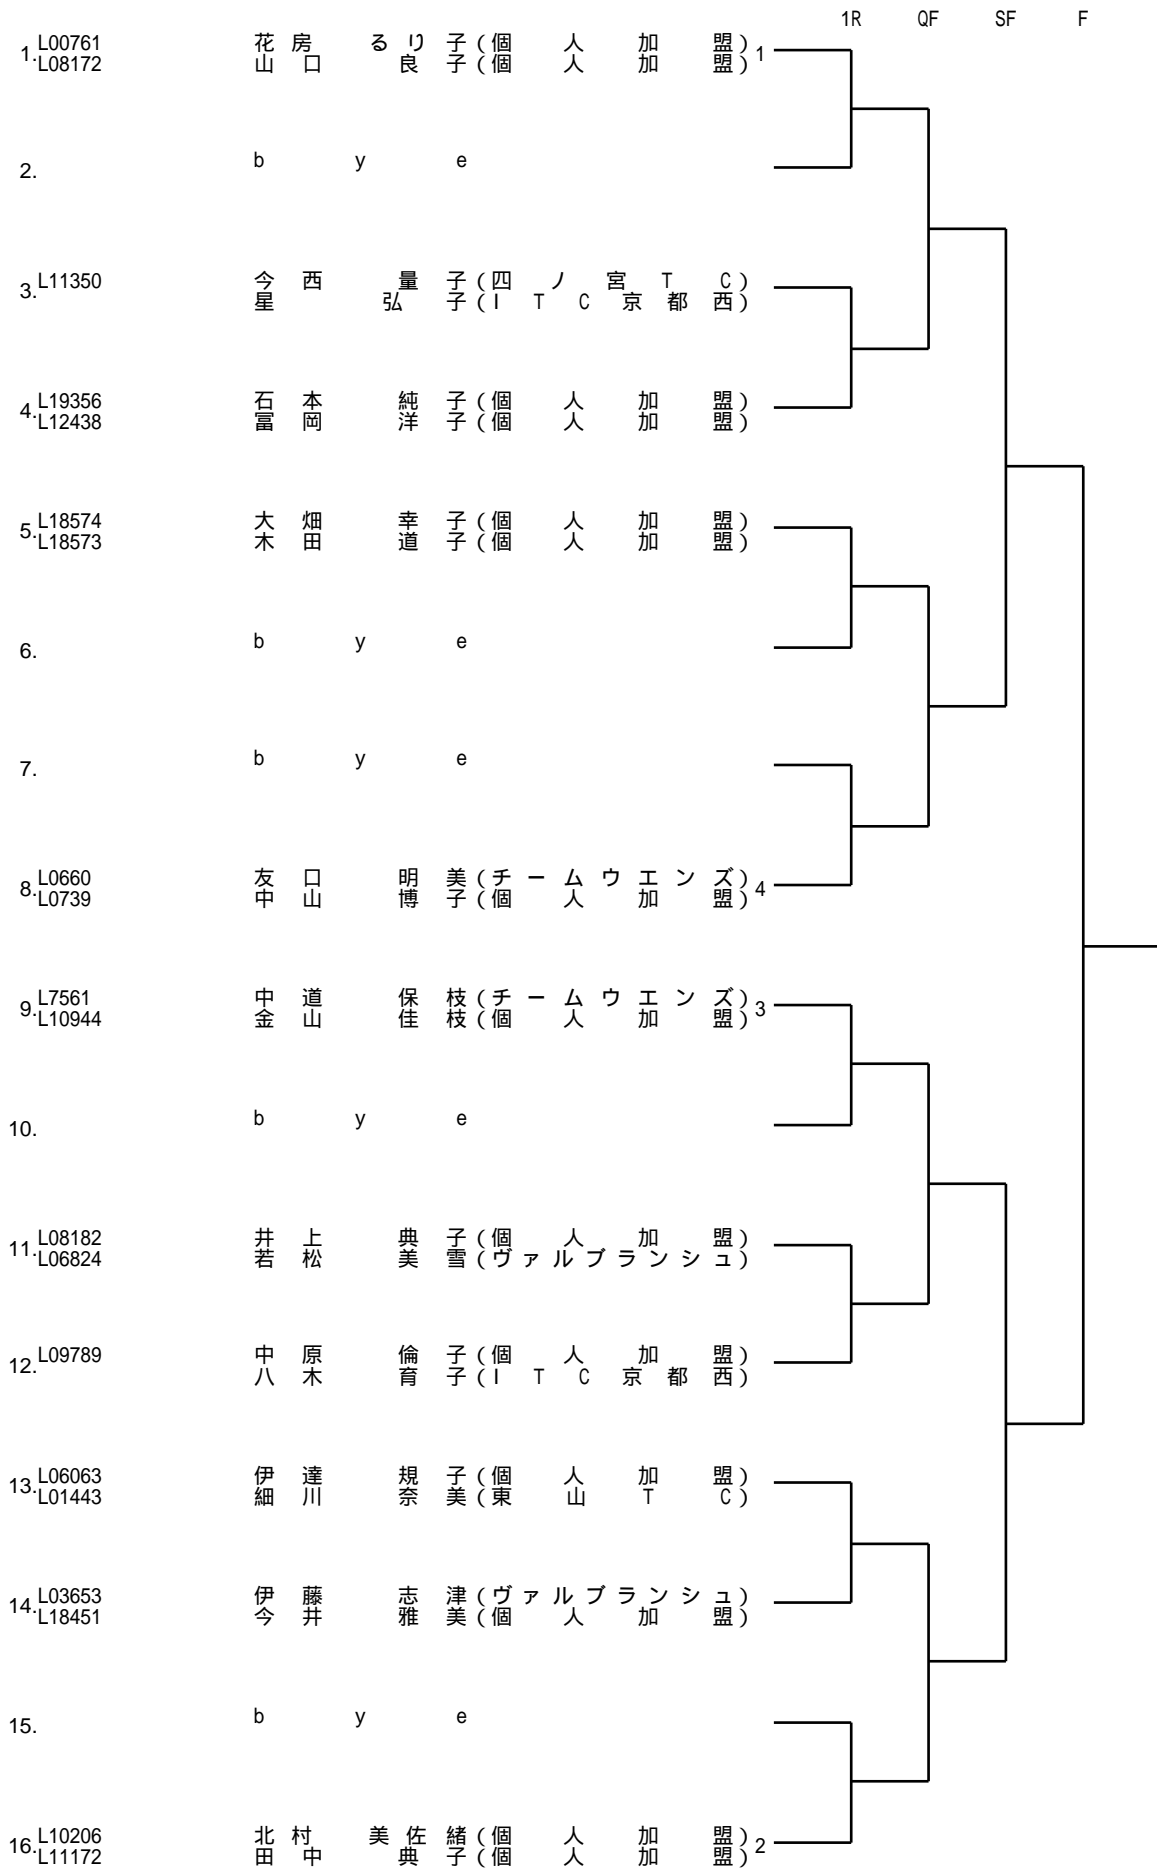 1R QF SF F
1. L00761 花房 るり子(個人加盟) 1
L08172 山口 良子(個人加盟)
2. bye
3. L11350 今西 量子(四ノ宮TC)
星 弘子(ITC京都西)
4. L19356 石本 純子(個人加盟)
L12438 冨岡 洋子(個人加盟)
5. L18574 大畑 幸子(個人加盟)
L18573 木田 道子(個人加盟)
6. bye
7. bye
8. L0660 友口 明美(チームウエンズ) 4
L0739 中山 博子(個人加盟)
9. L7561 中道 保枝(チームウエンズ) 3
L10944 金山 佳枝(個人加盟)
10. bye
11. L08182 井上 典子(個人加盟)
L06824 若松 美雪(ヴァルブランシュ)
12. L09789 中原 倫子(個人加盟)
八木 育子(ITC京都西)
13. L06063 伊達 規子(個人加盟)
L01443 細川 奈美(東山TC)
14. L03653 伊藤 志津(ヴァルブランシュ)
L18451 今井 雅美(個人加盟)
15. bye
16. L10206 北村 美佐緒(個人加盟) 2
L11172 田中 典子(個人加盟)